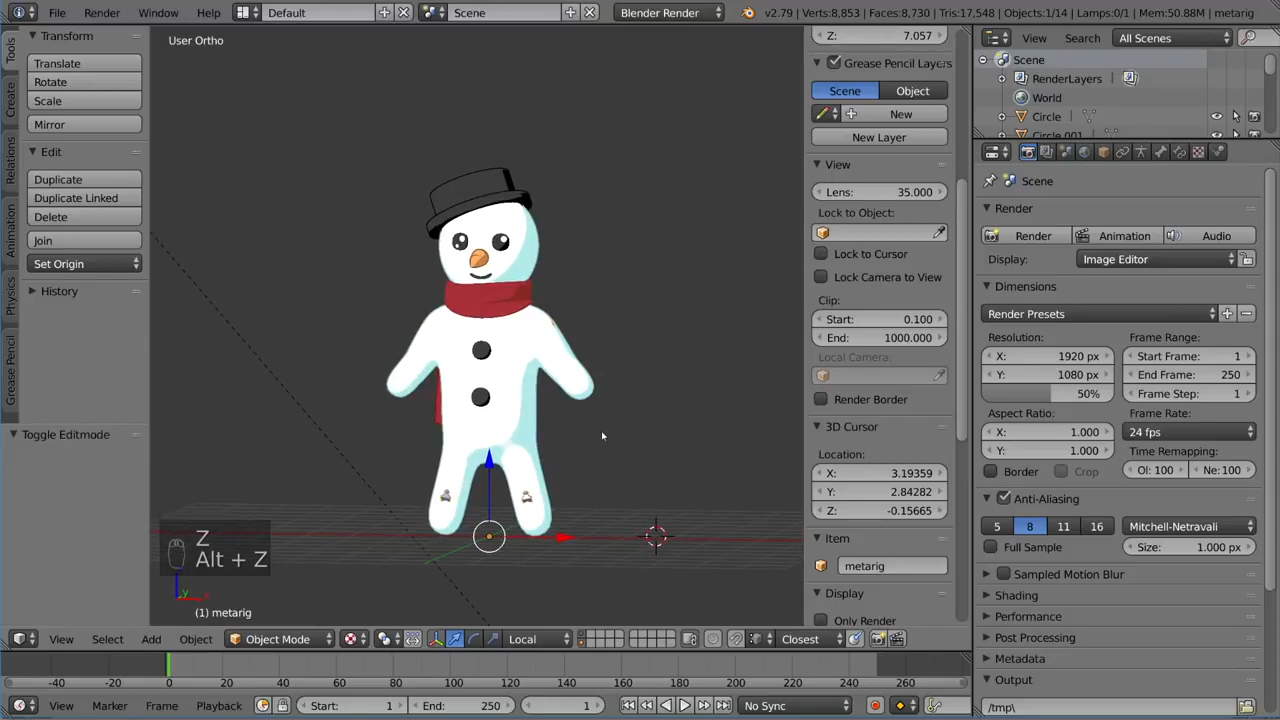 File
Render
Window
Help
Default
Scene
Blender Render
v2.79 | Verts:8,853 | Faces:8,730 | Tris:17,548 | Objects:1/14 | Lamps:0/1 | Mem:50.88M | metarig
Tools
Create
Relations
Animation
Physics
Grease Pencil
Transform
Translate
Rotate
Scale
Mirror
Edit
Duplicate
Duplicate Linked
Delete
Join
Set Origin
History
Toggle Editmode
User Ortho
Z
Alt + Z
y
x
(1) metarig
Z: 7.057
Grease Pencil Layers
Scene
Object
New
New Layer
View
Lens: 35.000
Lock to Object:
Lock to Cursor
Lock Camera to View
Clip:
Start: 0.100
End: 1000.000
Local Camera:
Render Border
3D Cursor
Location:
X: 3.19359
Y: 2.84282
Z: -0.15665
Item
metarig
Display
Only Render
View
Search
All Scenes
Scene
RenderLayers
World
Circle
Circle.001
Scene
Render
Render
Animation
Audio
Display:
Image Editor
Dimensions
Render Presets
Resolution:
X: 1920 px
Y: 1080 px
50%
Frame Range:
Start Frame: 1
End Frame: 250
Frame Step: 1
Aspect Ratio:
X: 1.000
Y: 1.000
Frame Rate:
24 fps
Time Remapping:
Border
Crop
Ol: 100
Ne:100
Anti-Aliasing
5
8
11
16
Mitchell-Netravali
Full Sample
Size: 1.000 px
Sampled Motion Blur
Shading
Performance
Post Processing
Metadata
Output
/tmp\
View
Select
Add
Object
Object Mode
Local
Closest
-40
-20
0
20
40
60
80
100
120
140
160
180
200
220
240
260
View
Marker
Frame
Playback
Start: 1
End: 250
1
No Sync